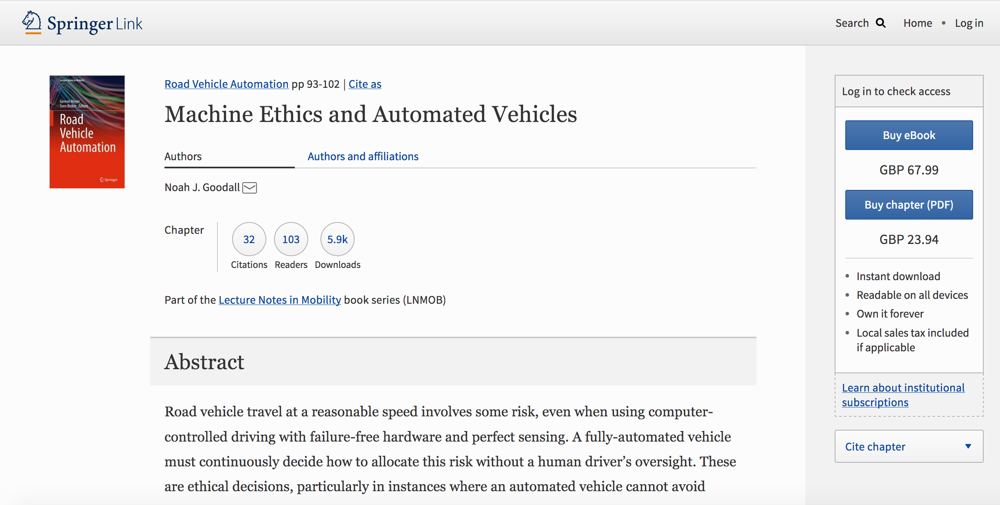 Springer Link
Search
Home • Log in
Lecture Notes in Mobility
Gereon Meyer
Sven Beiker Editors
Road
Vehicle
Automation
Springer
Road Vehicle Automation pp 93-102 | Cite as
Machine Ethics and Automated Vehicles
Authors
Authors and affiliations
Noah J. Goodall
Chapter
32
Citations
103
Readers
5.9k
Downloads
Part of the Lecture Notes in Mobility book series (LNMOB)
Abstract
Road vehicle travel at a reasonable speed involves some risk, even when using computer-
controlled driving with failure-free hardware and perfect sensing. A fully-automated vehicle
must continuously decide how to allocate this risk without a human driver’s oversight. These
are ethical decisions, particularly in instances where an automated vehicle cannot avoid
Log in to check access
Buy eBook
GBP 67.99
Buy chapter (PDF)
GBP 23.94
• Instant download
• Readable on all devices
• Own it forever
• Local sales tax included
if applicable
Learn about institutional
subscriptions
Cite chapter